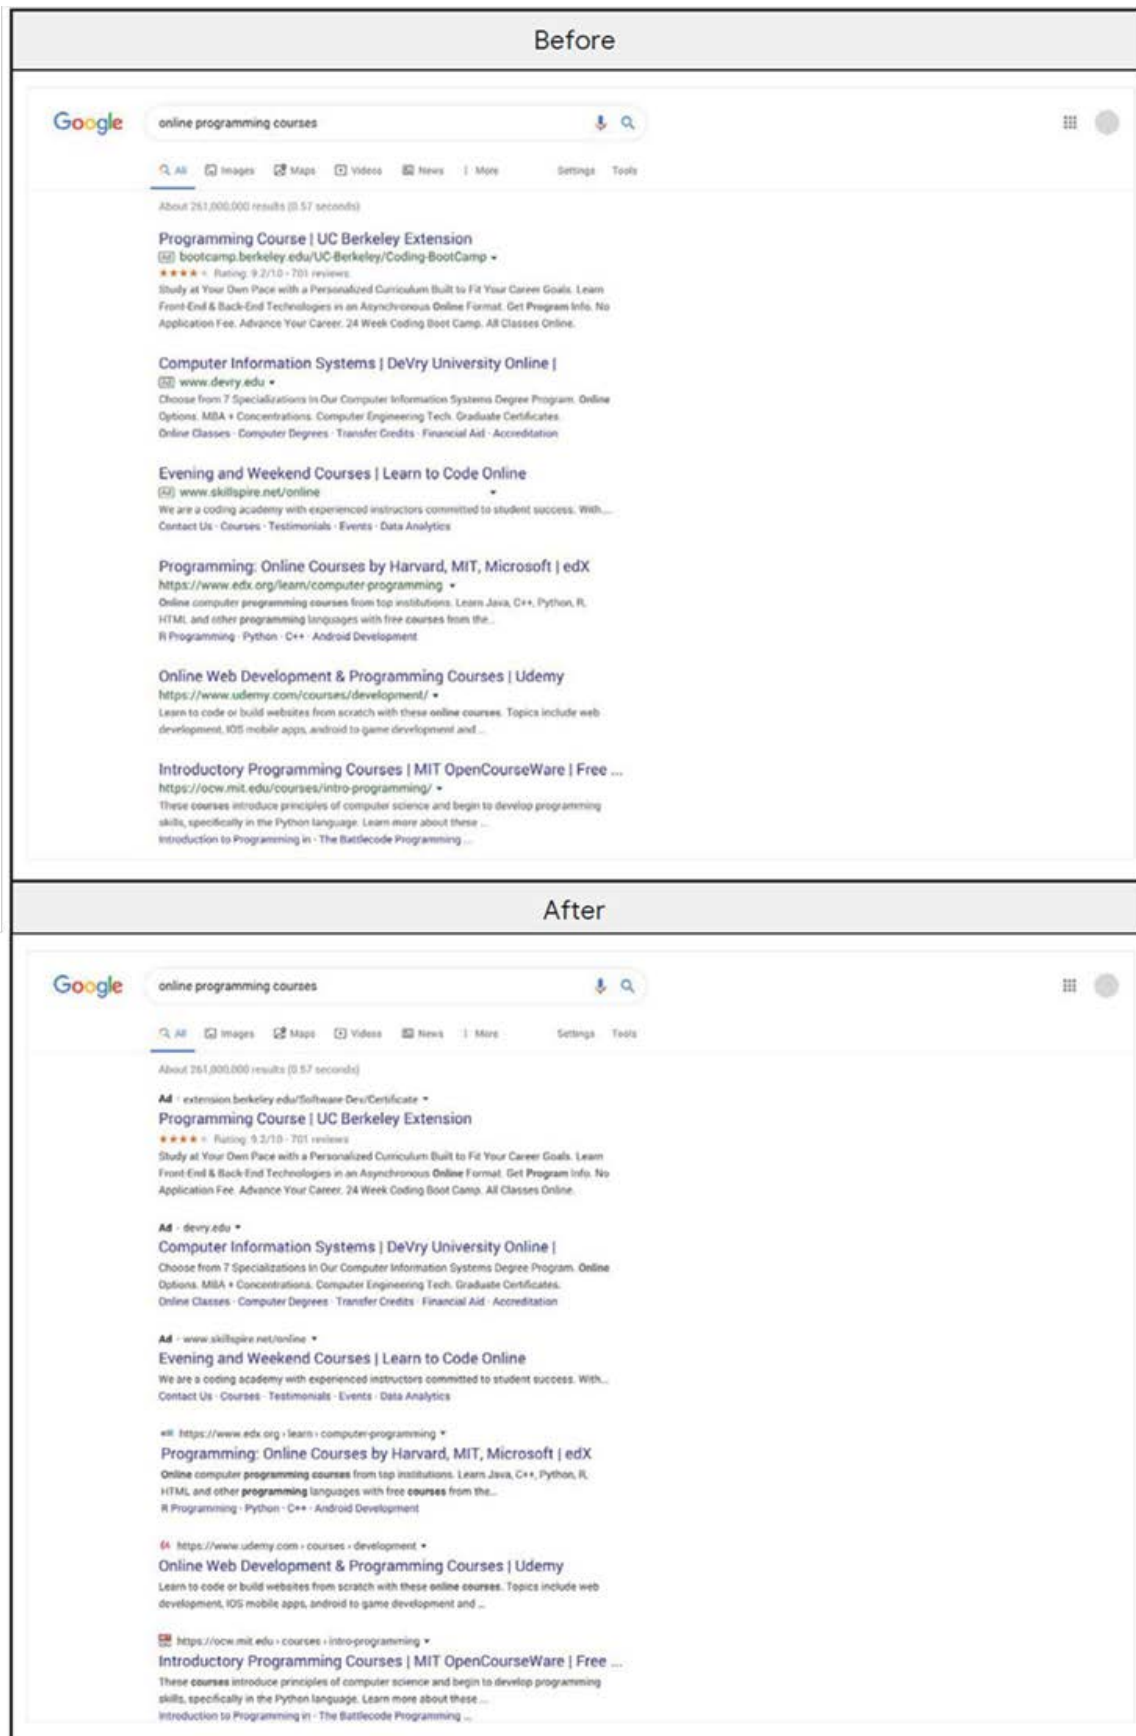 Before
Google
online programming courses
All Images Maps Videos News More Settings Tools
About 261,000,000 results (0.57 seconds)
Programming Course | UC Berkeley Extension
Ad bootcamp.berkeley.edu/UC-Berkeley/Coding-BootCamp
Rating: 9.2/10 - 701 reviews
Study at Your Own Pace with a Personalized Curriculum Built to Fit Your Career Goals. Learn
Front-End & Back-End Technologies in an Asynchronous Online Format. Get Program Info. No
Application Fee. Advance Your Career. 24 Week Coding Boot Camp. All Classes Online.
Computer Information Systems | DeVry University Online |
Ad www.devry.edu
Choose from 7 Specializations In Our Computer Information Systems Degree Program. Online
Options. MBA + Concentrations. Computer Engineering Tech. Graduate Certificates.
Online Classes · Computer Degrees · Transfer Credits · Financial Aid · Accreditation
Evening and Weekend Courses | Learn to Code Online
Ad www.skillspire.net/online
We are a coding academy with experienced instructors committed to student success. With...
Contact Us · Courses · Testimonials · Events · Data Analytics
Programming: Online Courses by Harvard, MIT, Microsoft | edX
https://www.edx.org/learn/computer-programming
Online computer programming courses from top institutions. Learn Java, C++, Python, R,
HTML and other programming languages with free courses from the...
R Programming · Python · C++ · Android Development
Online Web Development & Programming Courses | Udemy
https://www.udemy.com/courses/development/
Learn to code or build websites from scratch with these online courses. Topics include web
development, IOS mobile apps, android to game development and ...
Introductory Programming Courses | MIT OpenCourseWare | Free ...
https://ocw.mit.edu/courses/intro-programming/
These courses introduce principles of computer science and begin to develop programming
skills, specifically in the Python language. Learn more about these ...
Introduction to Programming in · The Battlecode Programming ...
After
Google
online programming courses
All Images Maps Videos News More Settings Tools
About 261,000,000 results (0.57 seconds)
Ad · extension.berkeley.edu/Software Dev/Certificate
Programming Course | UC Berkeley Extension
Rating: 9.2/10 - 701 reviews
Study at Your Own Pace with a Personalized Curriculum Built to Fit Your Career Goals. Learn
Front-End & Back-End Technologies in an Asynchronous Online Format. Get Program Info. No
Application Fee. Advance Your Career. 24 Week Coding Boot Camp. All Classes Online.
Ad · devry.edu
Computer Information Systems | DeVry University Online |
Choose from 7 Specializations In Our Computer Information Systems Degree Program. Online
Options. MBA + Concentrations. Computer Engineering Tech. Graduate Certificates.
Online Classes · Computer Degrees · Transfer Credits · Financial Aid · Accreditation
Ad · www.skillspire.net/online
Evening and Weekend Courses | Learn to Code Online
We are a coding academy with experienced instructors committed to student success. With...
Contact Us · Courses · Testimonials · Events · Data Analytics
https://www.edx.org › learn › computer-programming
Programming: Online Courses by Harvard, MIT, Microsoft | edX
Online computer programming courses from top institutions. Learn Java, C++, Python, R,
HTML and other programming languages with free courses from the...
R Programming · Python · C++ · Android Development
https://www.udemy.com › courses › development
Online Web Development & Programming Courses | Udemy
Learn to code or build websites from scratch with these online courses. Topics include web
development, IOS mobile apps, android to game development and ...
https://ocw.mit.edu › courses › intro-programming
Introductory Programming Courses | MIT OpenCourseWare | Free ...
These courses introduce principles of computer science and begin to develop programming
skills, specifically in the Python language. Learn more about these ...
Introduction to Programming in · The Battlecode Programming ...